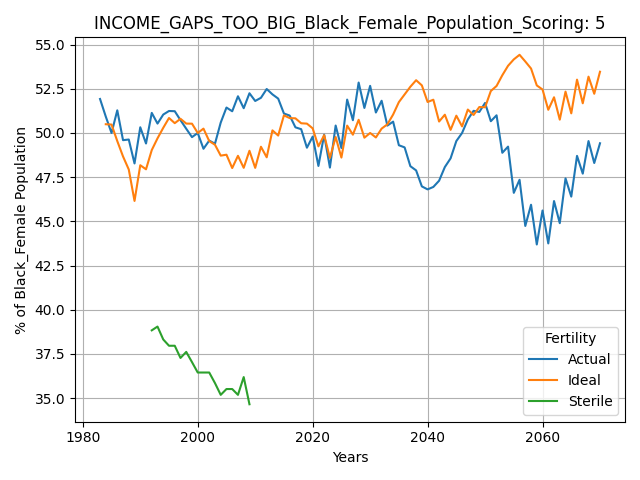 INCOME_GAPS_TOO_BIG_Black_Female_Population_Scoring: 5
% of Black_Female Population
55.0
52.5
50.0
47.5
45.0
42.5
40.0
37.5
35.0
Fertility
Actual
Ideal
Sterile
1980 2000 2020 2040 2060
Years